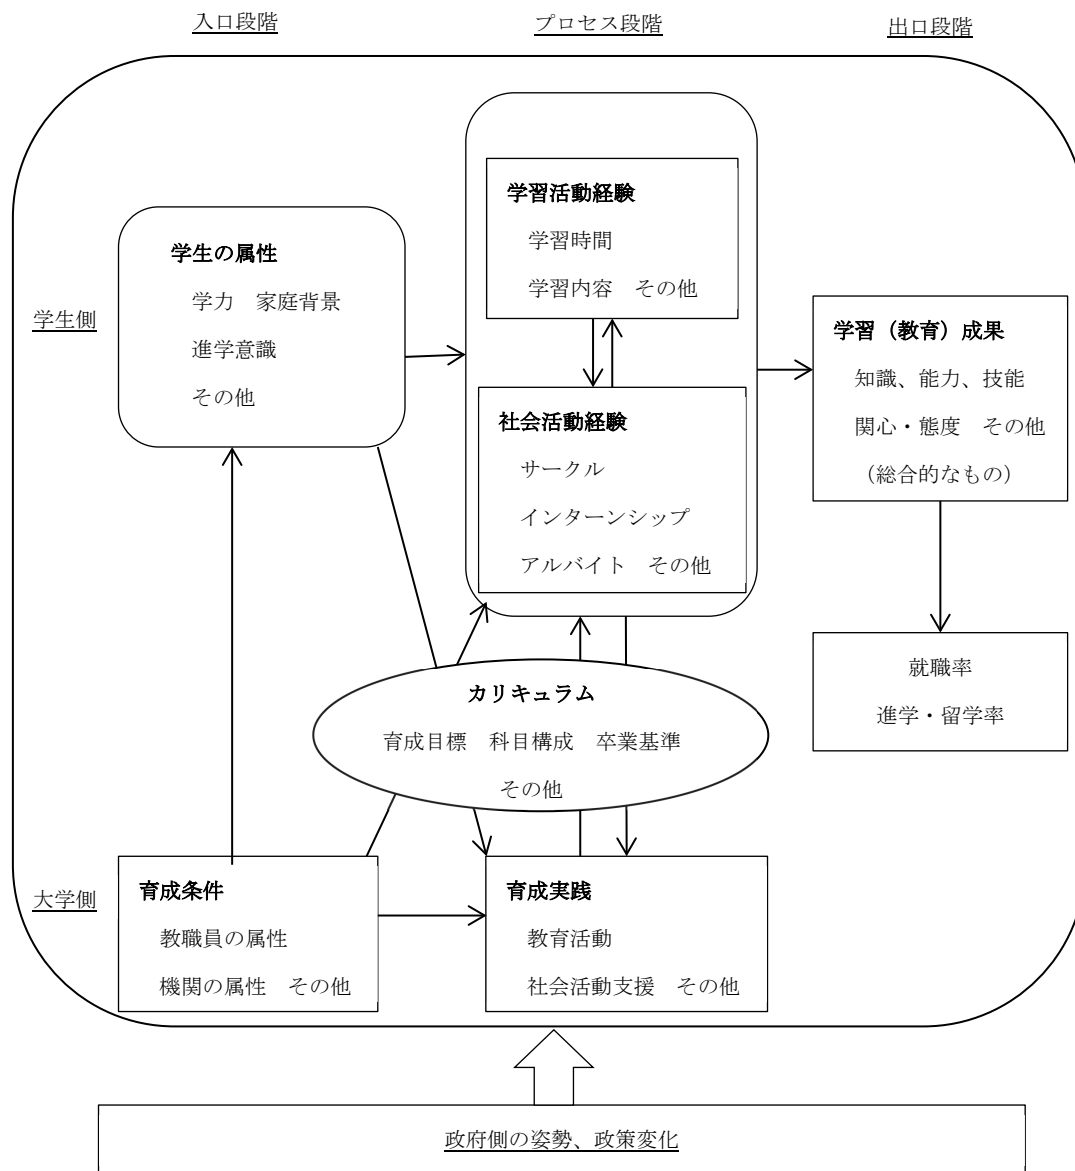 入口段階
プロセス段階
出口段階
学生側
学生の属性
学力　家庭背景
進学意識
その他
学習活動経験
学習時間
学習内容　その他
社会活動経験
サークル
インターンシップ
アルバイト　その他
学習（教育）成果
知識、能力、技能
関心・態度　その他
（総合的なもの）
就職率
進学・留学率
カリキュラム
育成目標　科目構成　卒業基準
その他
大学側
育成条件
教職員の属性
機関の属性　その他
育成実践
教育活動
社会活動支援　その他
政府側の姿勢、政策変化